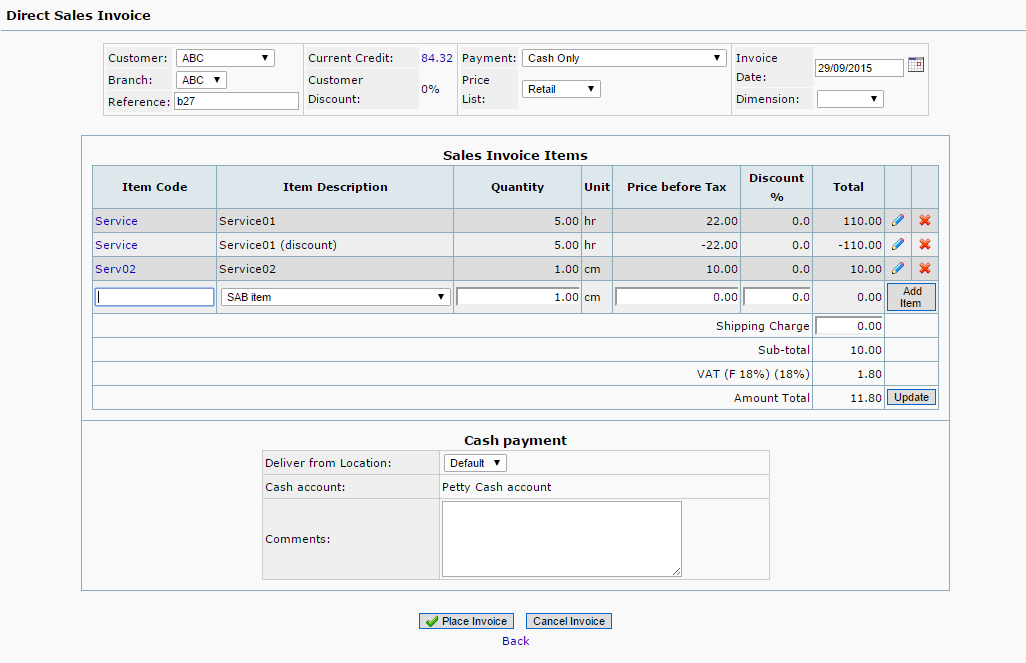 Direct Sales Invoice
Customer: ABC Current Credit: 84.32 Payment: Cash Only Invoice Date: 29/09/2015
Branch: ABC Customer Discount: 0% Price List: Retail
Reference: b27 Dimension:
Sales Invoice Items
Item Code Item Description Quantity Unit Price before Tax Discount % Total
Service Service01 5.00 hr 22.00 0.0 110.00
Service Service01 (discount) 5.00 hr -22.00 0.0 -110.00
Serv02 Service02 1.00 cm 10.00 0.0 10.00
SAB item 1.00 cm 0.00 0.0 0.00 Add Item
Shipping Charge 0.00
Sub-total 10.00
VAT (F 18%) (18%) 1.80
Amount Total 11.80 Update
Cash payment
Deliver from Location: Default
Cash account: Petty Cash account
Comments:
Place Invoice Cancel Invoice
Back